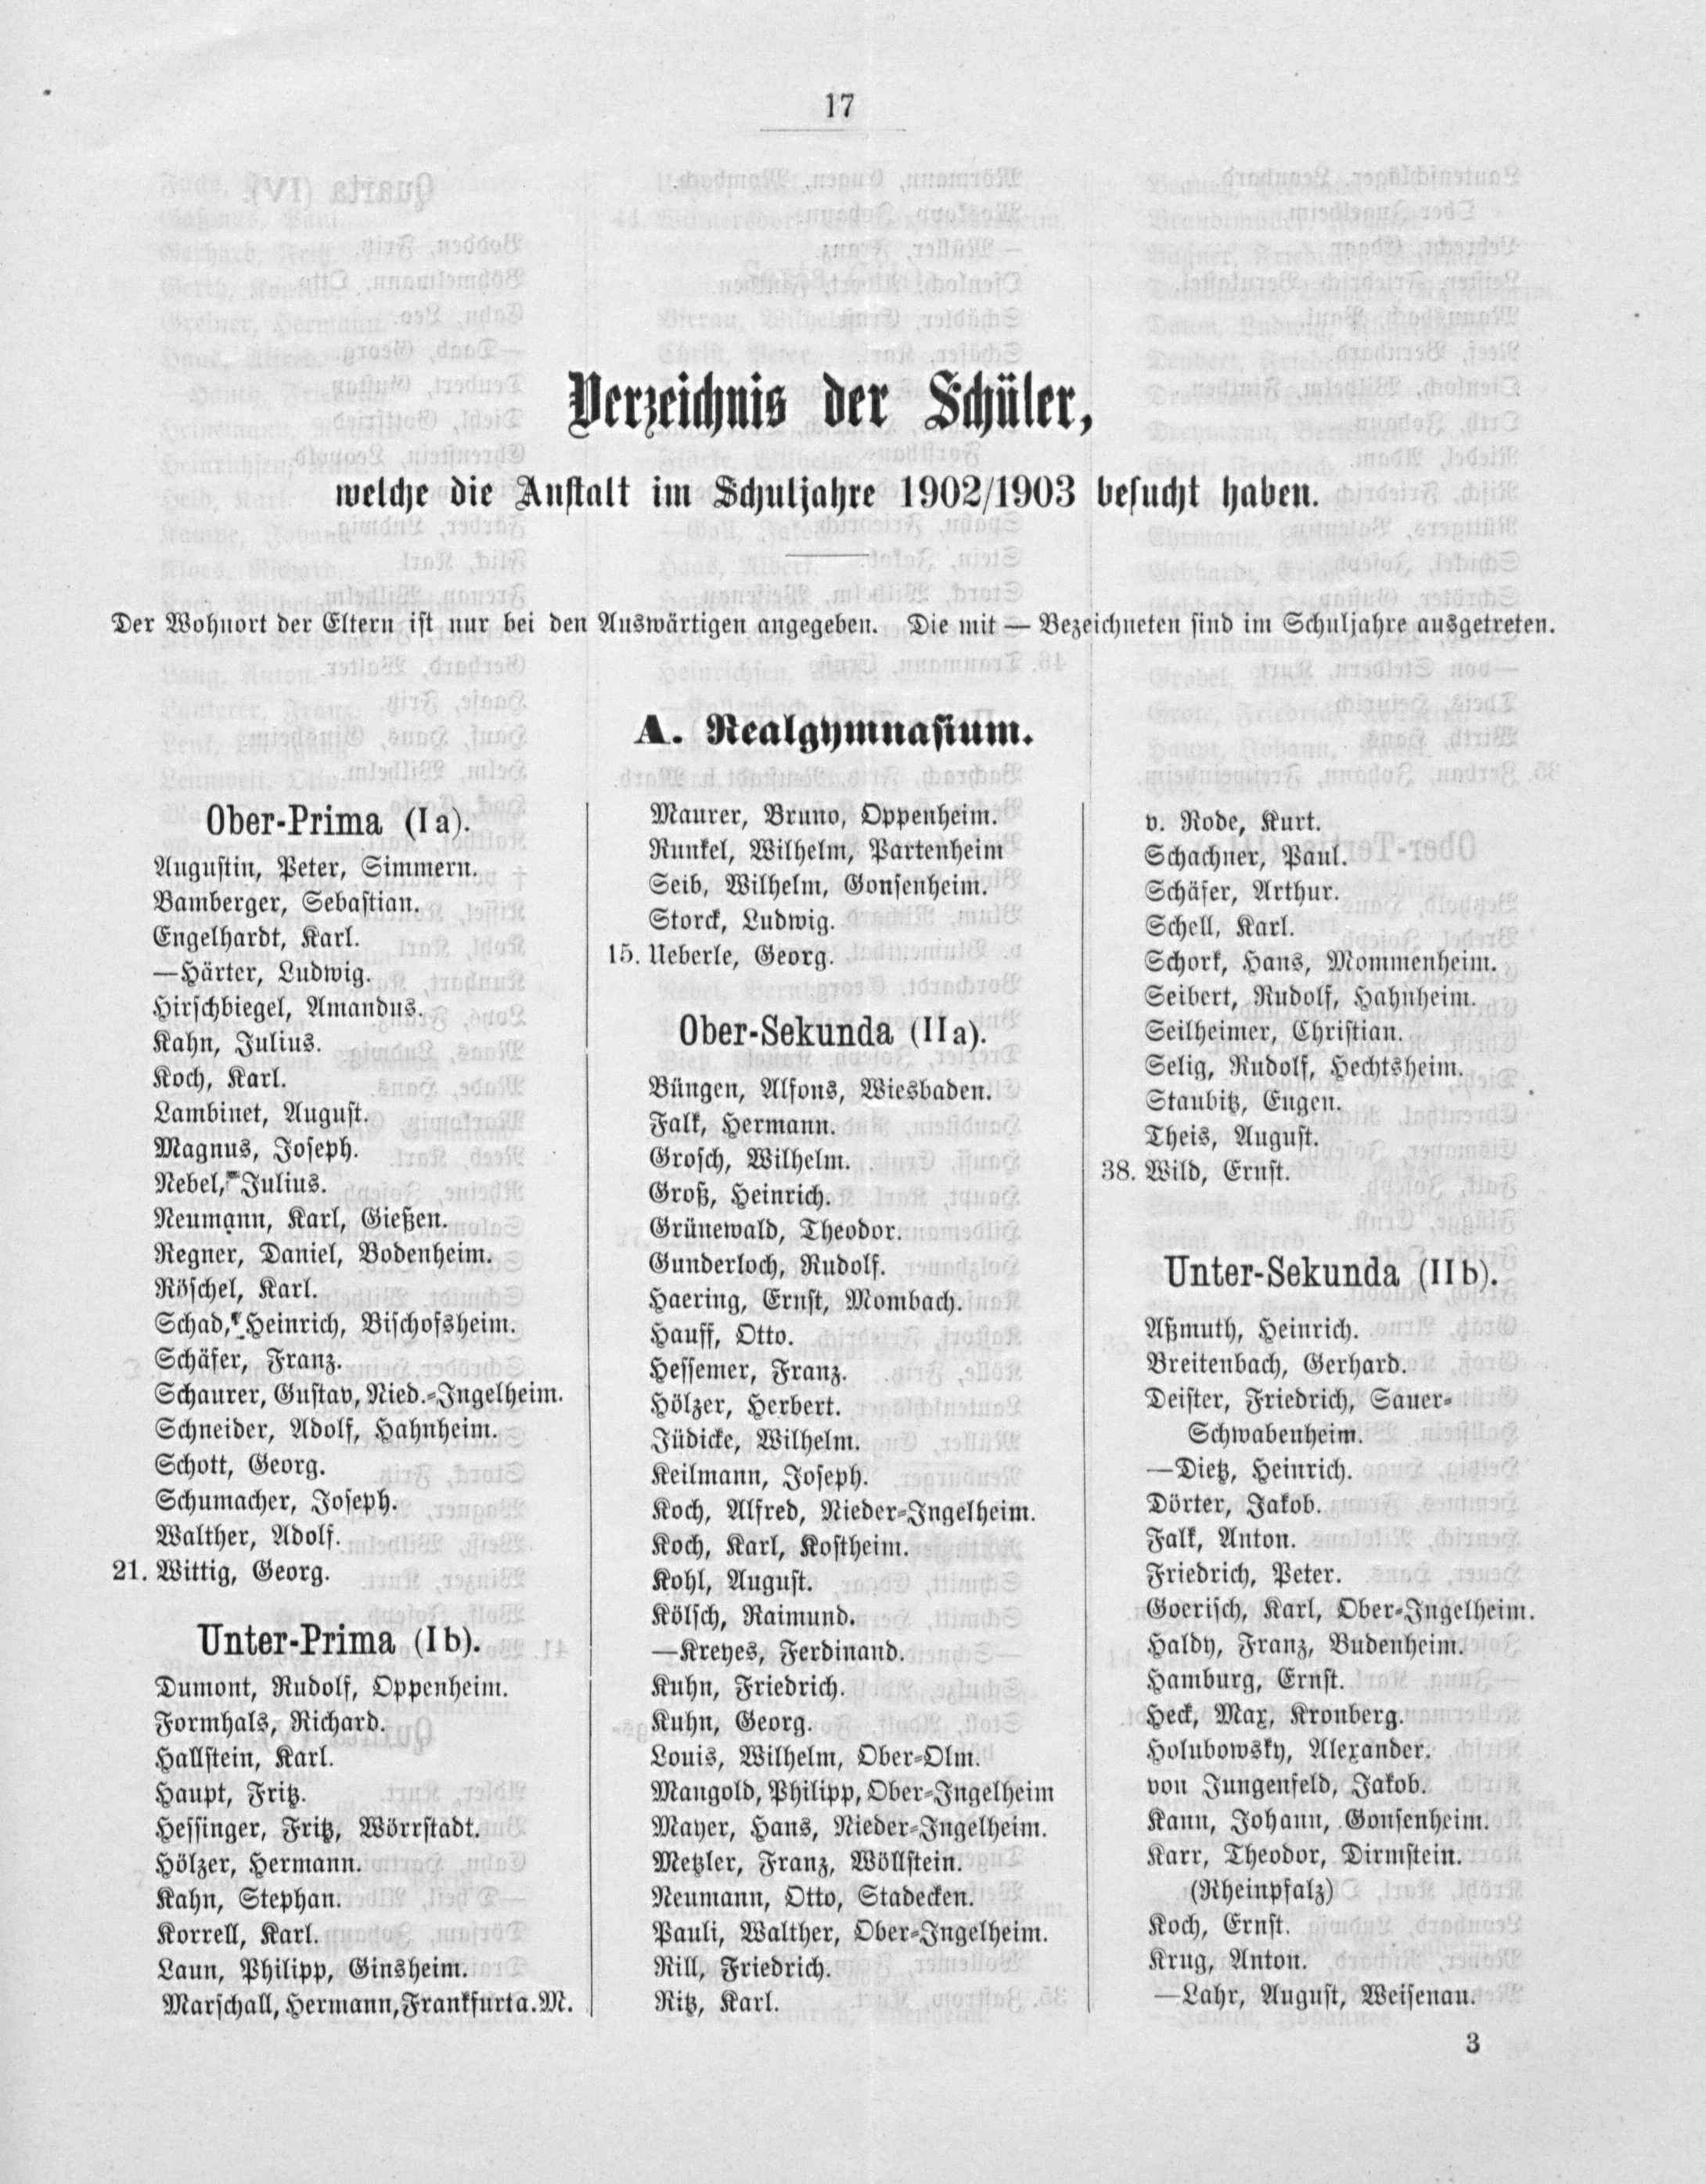 17
Verzeichnis der Schüler,
welche die Anstalt im Schuljahre 1902/1903 besucht haben.
Der Wohnort der Eltern ist nur bei den Auswärtigen angegeben. Die mit — Bezeichneten sind im Schuljahre ausgetreten.
A. Realgymnasium.
Ober-Prima (Ia).
Augustin, Peter, Simmern.
Bamberger, Sebastian.
Engelhardt, Karl.
—Härter, Ludwig.
Hirschbiegel, Amandus.
Kahn, Julius.
Koch, Karl.
Lambinet, August.
Magnus, Joseph.
Nebel, Julius.
Neumann, Karl, Gießen.
Regner, Daniel, Bodenheim.
Röschel, Karl.
Schad, Heinrich, Bischofsheim.
Schäfer, Franz.
Schaurer, Gustav, Nied.-Ingelheim.
Schneider, Adolf, Hahnheim.
Schott, Georg.
Schumacher, Joseph.
Walther, Adolf.
21. Wittig, Georg.
Unter-Prima (Ib).
Dumont, Rudolf, Oppenheim.
Formhals, Richard.
Hallstein, Karl.
Haupt, Fritz.
Hessinger, Fritz, Wörrstadt.
Hölzer, Hermann.
Kahn, Stephan.
Korrell, Karl.
Laun, Philipp, Ginsheim.
Marschall, Hermann, Frankfurt a. M.
Maurer, Bruno, Oppenheim.
Runkel, Wilhelm, Partenheim
Seib, Wilhelm, Gonsenheim.
Storck, Ludwig.
15. Ueberle, Georg.
Ober-Sekunda (IIa).
Büngen, Alfons, Wiesbaden.
Falk, Hermann.
Grosch, Wilhelm.
Groß, Heinrich.
Grünewald, Theodor.
Gunderloch, Rudolf.
Haering, Ernst, Mombach.
Hauff, Otto.
Hessemer, Franz.
Hölzer, Herbert.
Jüdicke, Wilhelm.
Keilmann, Joseph.
Koch, Alfred, Nieder-Ingelheim.
Koch, Karl, Kostheim.
Kohl, August.
Kölsch, Raimund.
—Kreyes, Ferdinand.
Kuhn, Friedrich.
Kuhn, Georg.
Louis, Wilhelm, Ober-Olm.
Mangold, Philipp, Ober-Ingelheim
Mayer, Hans, Nieder-Ingelheim.
Metzler, Franz, Wöllstein.
Neumann, Otto, Stadecken.
Pauli, Walther, Ober-Ingelheim.
Rill, Friedrich.
Ritz, Karl.
v. Rode, Kurt.
Schachner, Paul.
Schäfer, Arthur.
Schell, Karl.
Schork, Hans, Mommenheim.
Seibert, Rudolf, Hahnheim.
Seilheimer, Christian.
Selig, Rudolf, Hechtsheim.
Staubitz, Eugen.
Theis, August.
38. Wild, Ernst.
Unter-Sekunda (IIb).
Aßmuth, Heinrich.
Breitenbach, Gerhard.
Deister, Friedrich, Sauer-
Schwabenheim.
—Dietz, Heinrich.
Dörter, Jakob.
Falk, Anton.
Friedrich, Peter.
Goerisch, Karl, Ober-Ingelheim.
Haldy, Franz, Budenheim.
Hamburg, Ernst.
Heck, Max, Kronberg.
Holubowsky, Alexander.
von Jungenfeld, Jakob.
Kann, Johann, Gonsenheim.
Karr, Theodor, Dirmstein.
(Rheinpfalz)
Koch, Ernst.
Krug, Anton.
—Lahr, August, Weisenau.
3